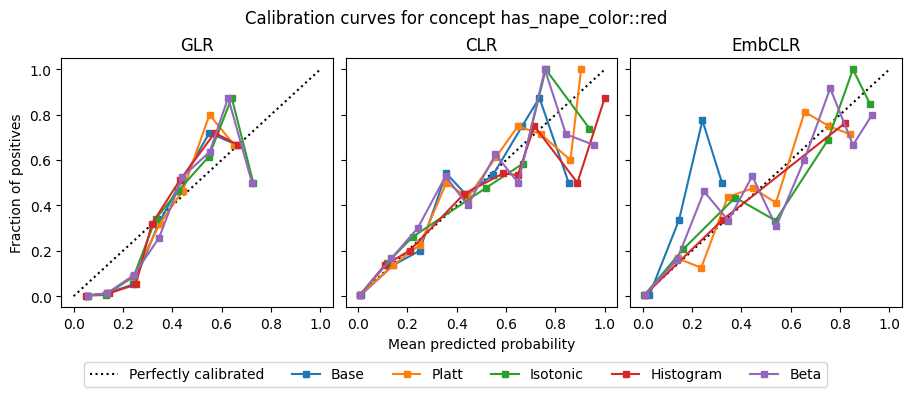 Calibration curves for concept has_nape_color::red
GLR CLR EmbCLR
Fraction of positives
1.0
0.8
0.6
0.4
0.2
0.0
0.0 0.2 0.4 0.6 0.8 1.0 0.0 0.2 0.4 0.6 0.8 1.0 0.0 0.2 0.4 0.6 0.8 1.0
Mean predicted probability
Perfectly calibrated Base Platt Isotonic Histogram Beta